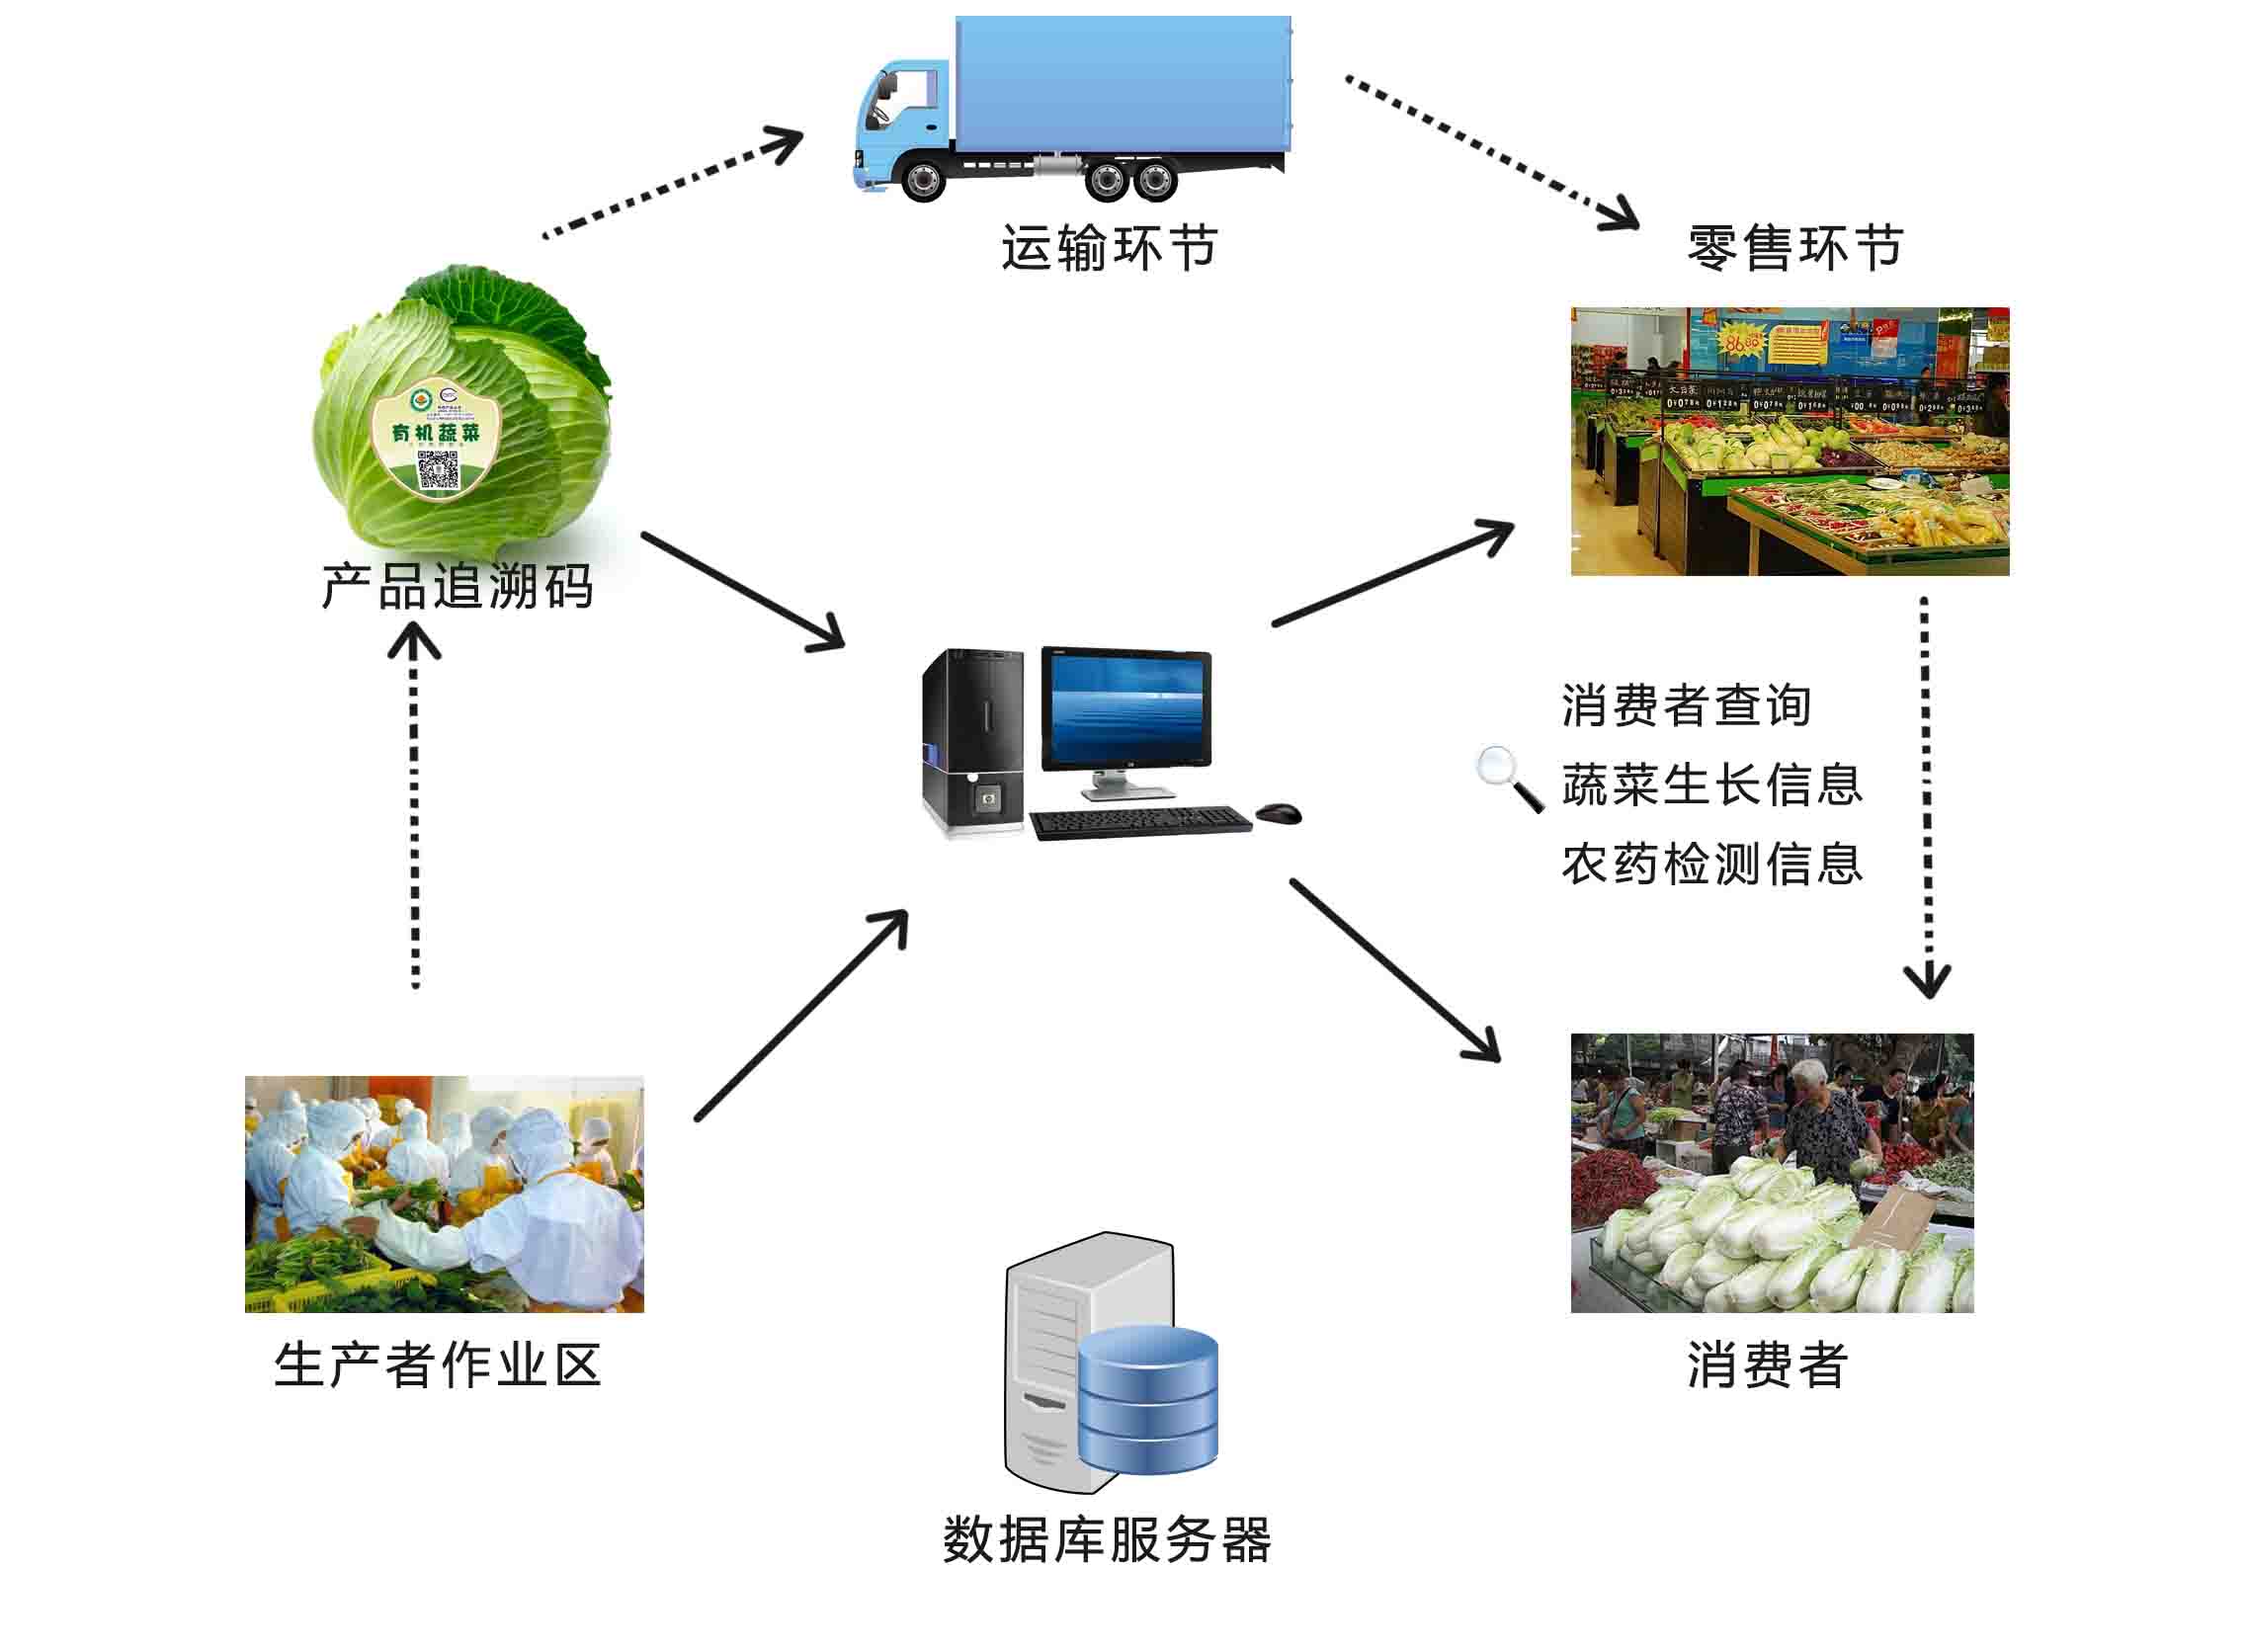 运输环节
零售环节
有机蔬菜
产品追溯码
消费者查询
蔬菜生长信息
农药检测信息
生产者作业区
消费者
数据库服务器